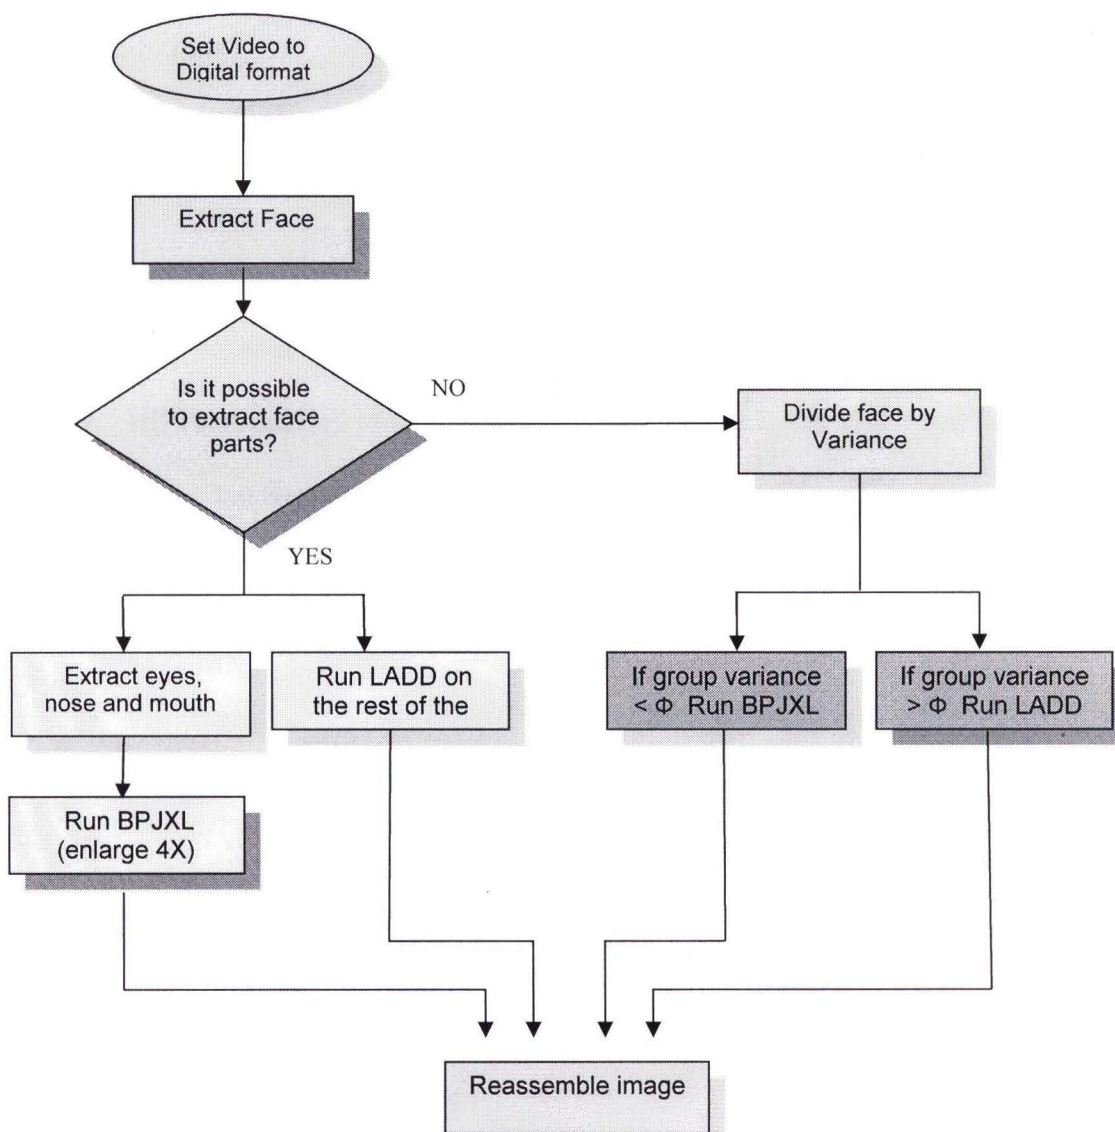 Set Video to
Digital format
Extract Face
Is it possible
to extract face
parts?
NO
Divide face by
Variance
YES
Extract eyes,
nose and mouth
Run LADD on
the rest of the
If group variance
< Φ Run BPJXL
If group variance
> Φ Run LADD
Run BPJXL
(enlarge 4X)
Reassemble image